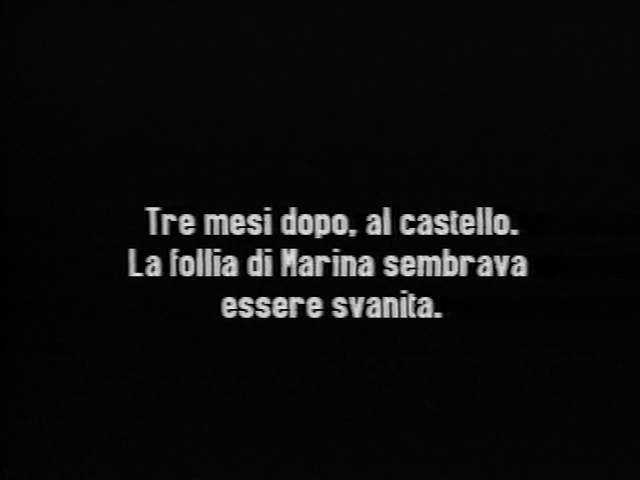 Tre mesi dopo, al castello.
La follia di Marina sembrava
essere svanita.